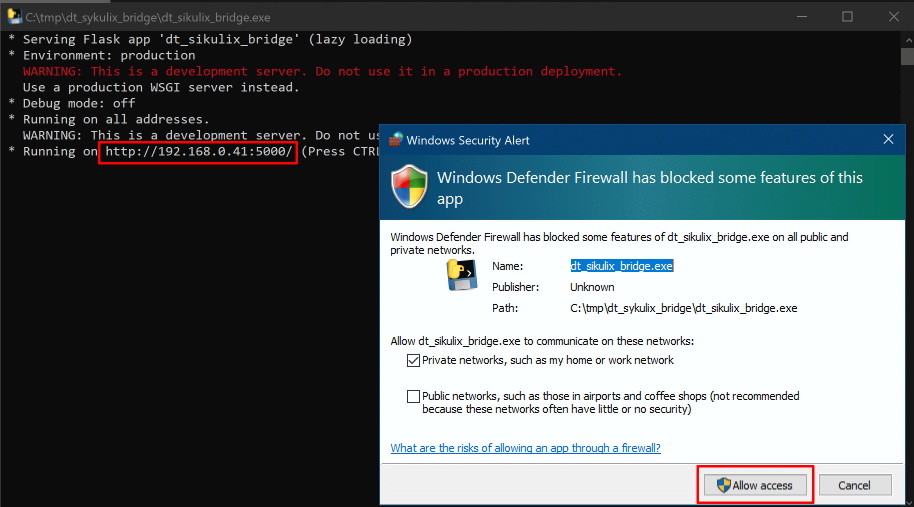 C:\tmp\dt_sykulix_bridge\dt_sikulix_bridge.exe
* Serving Flask app 'dt_sikulix_bridge' (lazy loading)
* Environment: production
WARNING: This is a development server. Do not use it in a production deployment.
Use a production WSGI server instead.
* Debug mode: off
* Running on all addresses.
WARNING: This is a development server. Do not us
* Running on http://192.168.0.41:5000/ (Press CTRL
Windows Security Alert
Windows Defender Firewall has blocked some features of this
app
Windows Defender Firewall has blocked some features of dt_sikulix_bridge.exe on all public and
private networks.
Name: dt_sikulix_bridge.exe
Publisher: Unknown
Path: C:\tmp\dt_sykulix_bridge\dt_sikulix_bridge.exe
Allow dt_sikulix_bridge.exe to communicate on these networks:
Private networks, such as my home or work network
Public networks, such as those in airports and coffee shops (not recommended
because these networks often have little or no security)
What are the risks of allowing an app through a firewall?
Allow access Cancel